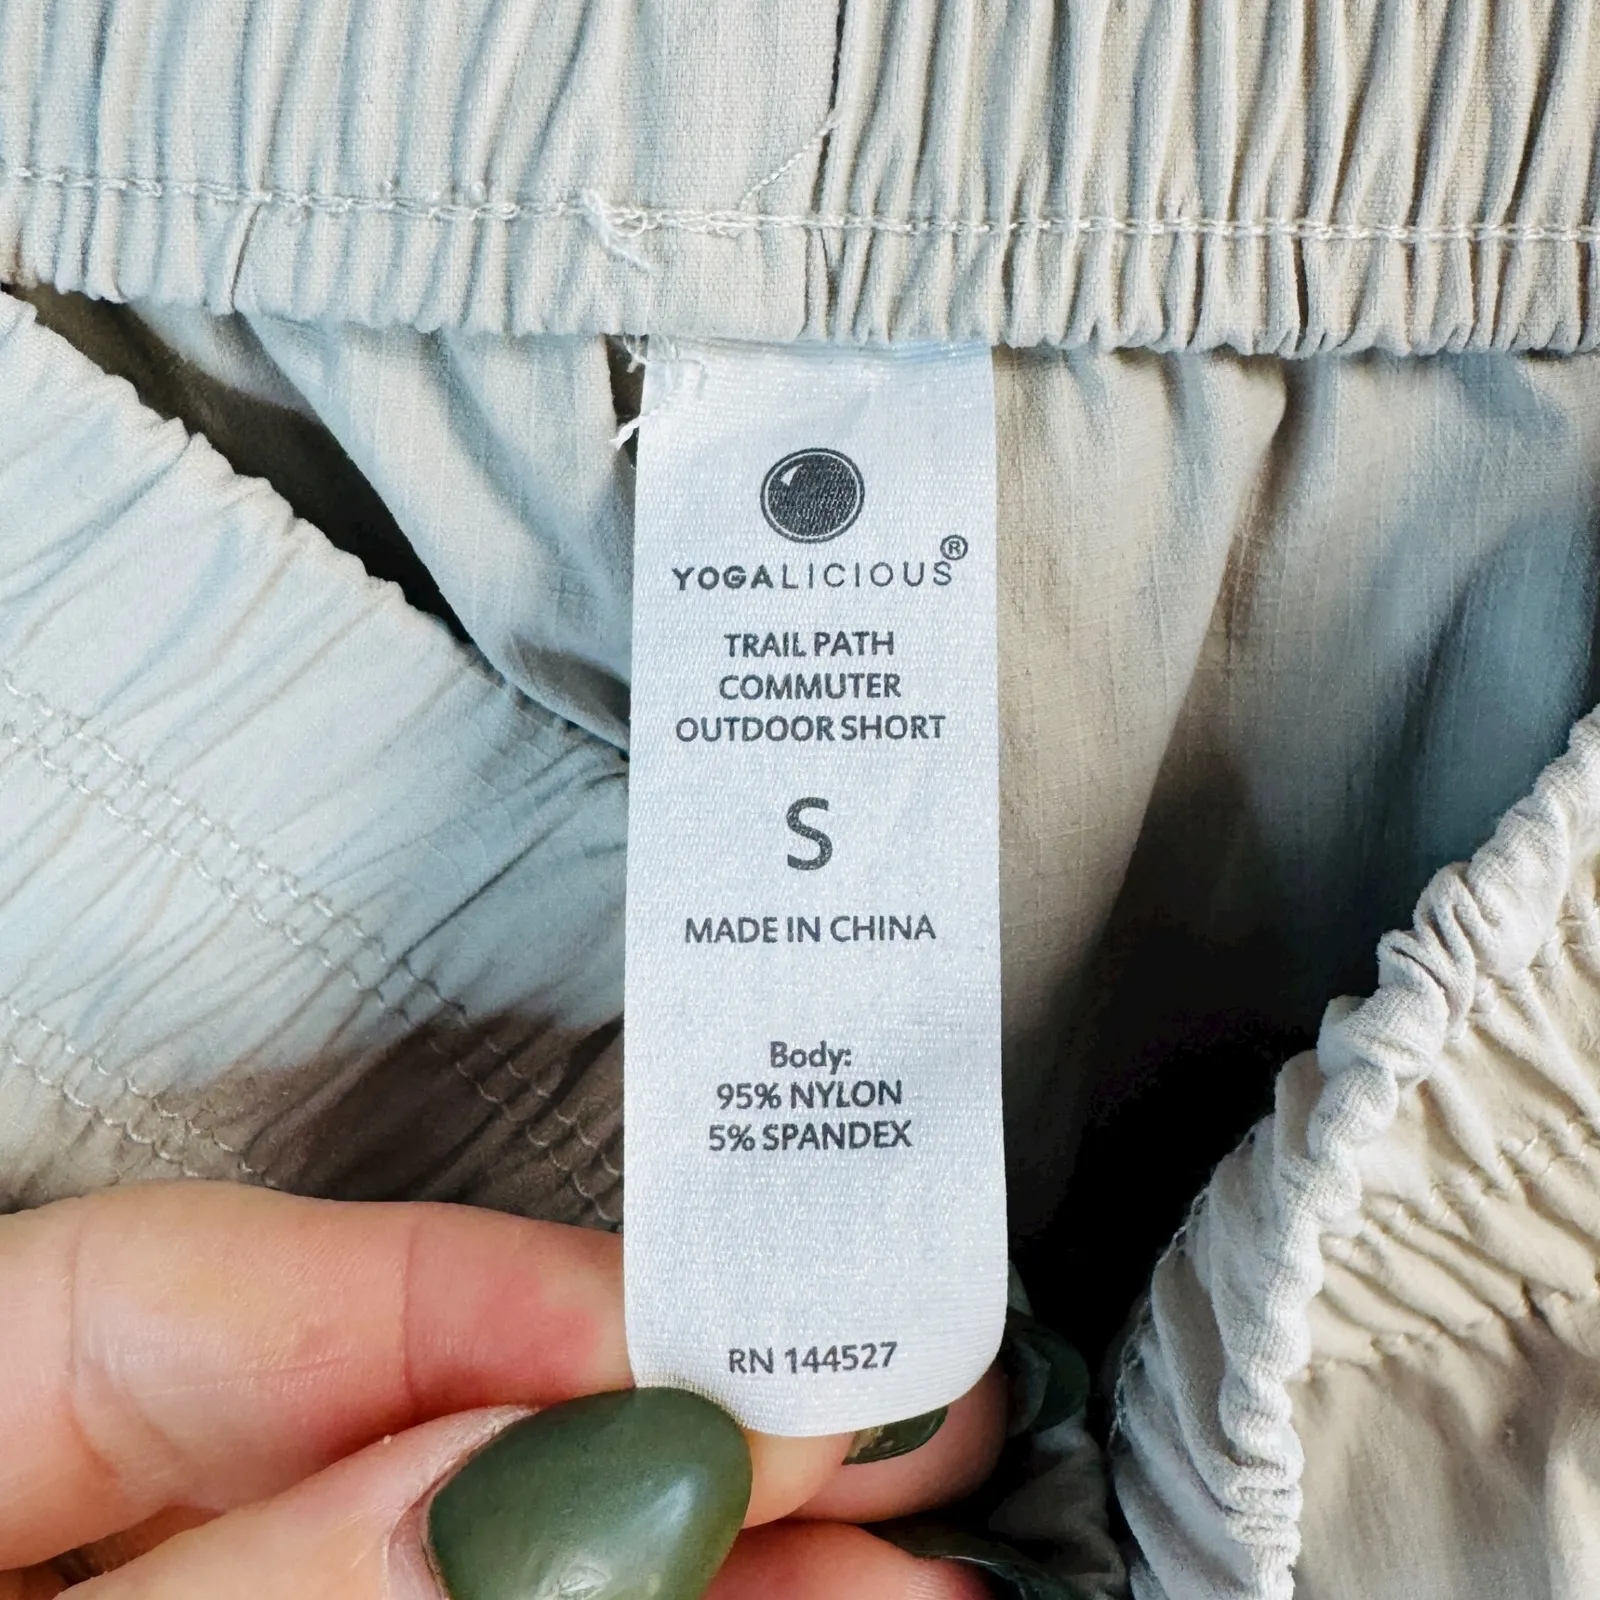 YOGALICIOUS®
TRAIL PATH
COMMUTER
OUTDOOR SHORT
S
MADE IN CHINA
Body:
95% NYLON
5% SPANDEX
RN 144527